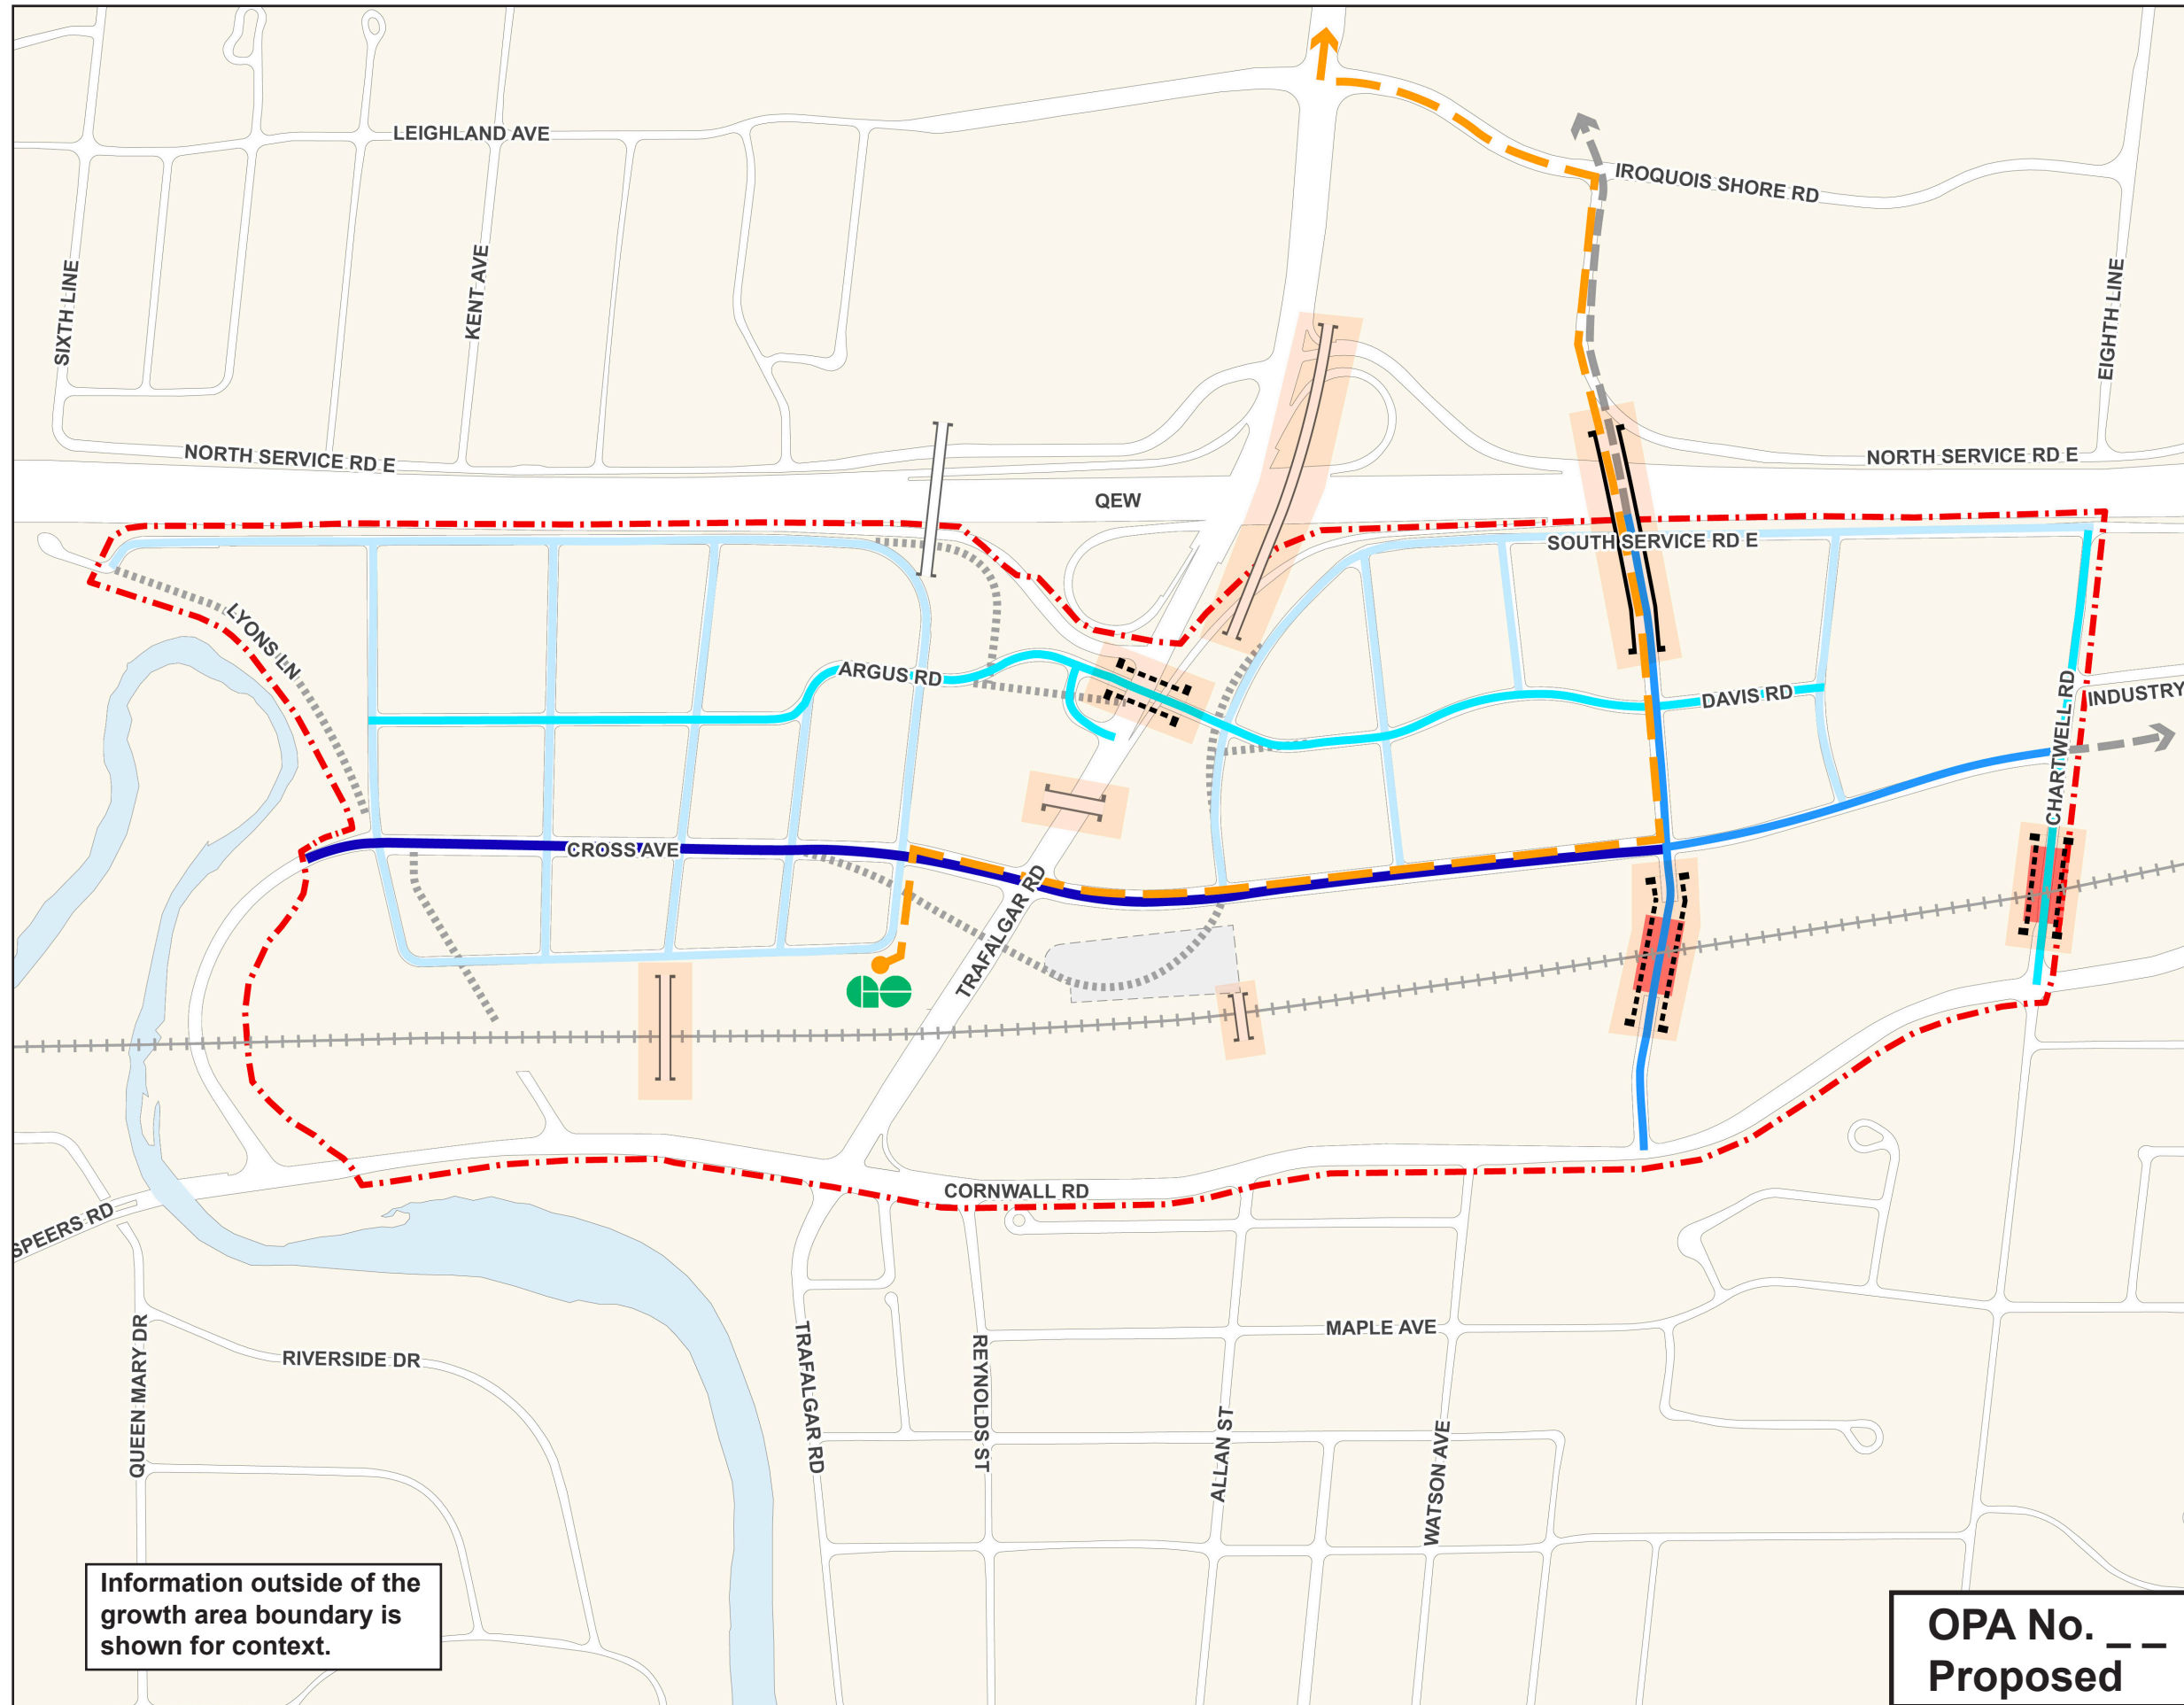 LEIGHLAND AVE
IROQUOIS SHORE RD
SIXTH LINE
KENT AVE
EIGHTH LINE
NORTH SERVICE RD E
NORTH SERVICE RD E
QEW
SOUTH SERVICE RD E
LYONS LN
ARGUS RD
DAVIS RD
CHARTWELL RD
INDUSTRY
CROSS AVE
TRAFALGAR RD
GO
CORNWALL RD
SPEERS RD
QUEEN MARY DR
RIVERSIDE DR
TRAFALGAR RD
REYNOLDS ST
MAPLE AVE
ALLAN ST
WATSON AVE
Information outside of the
growth area boundary is
shown for context.
OPA No. _ _
Proposed